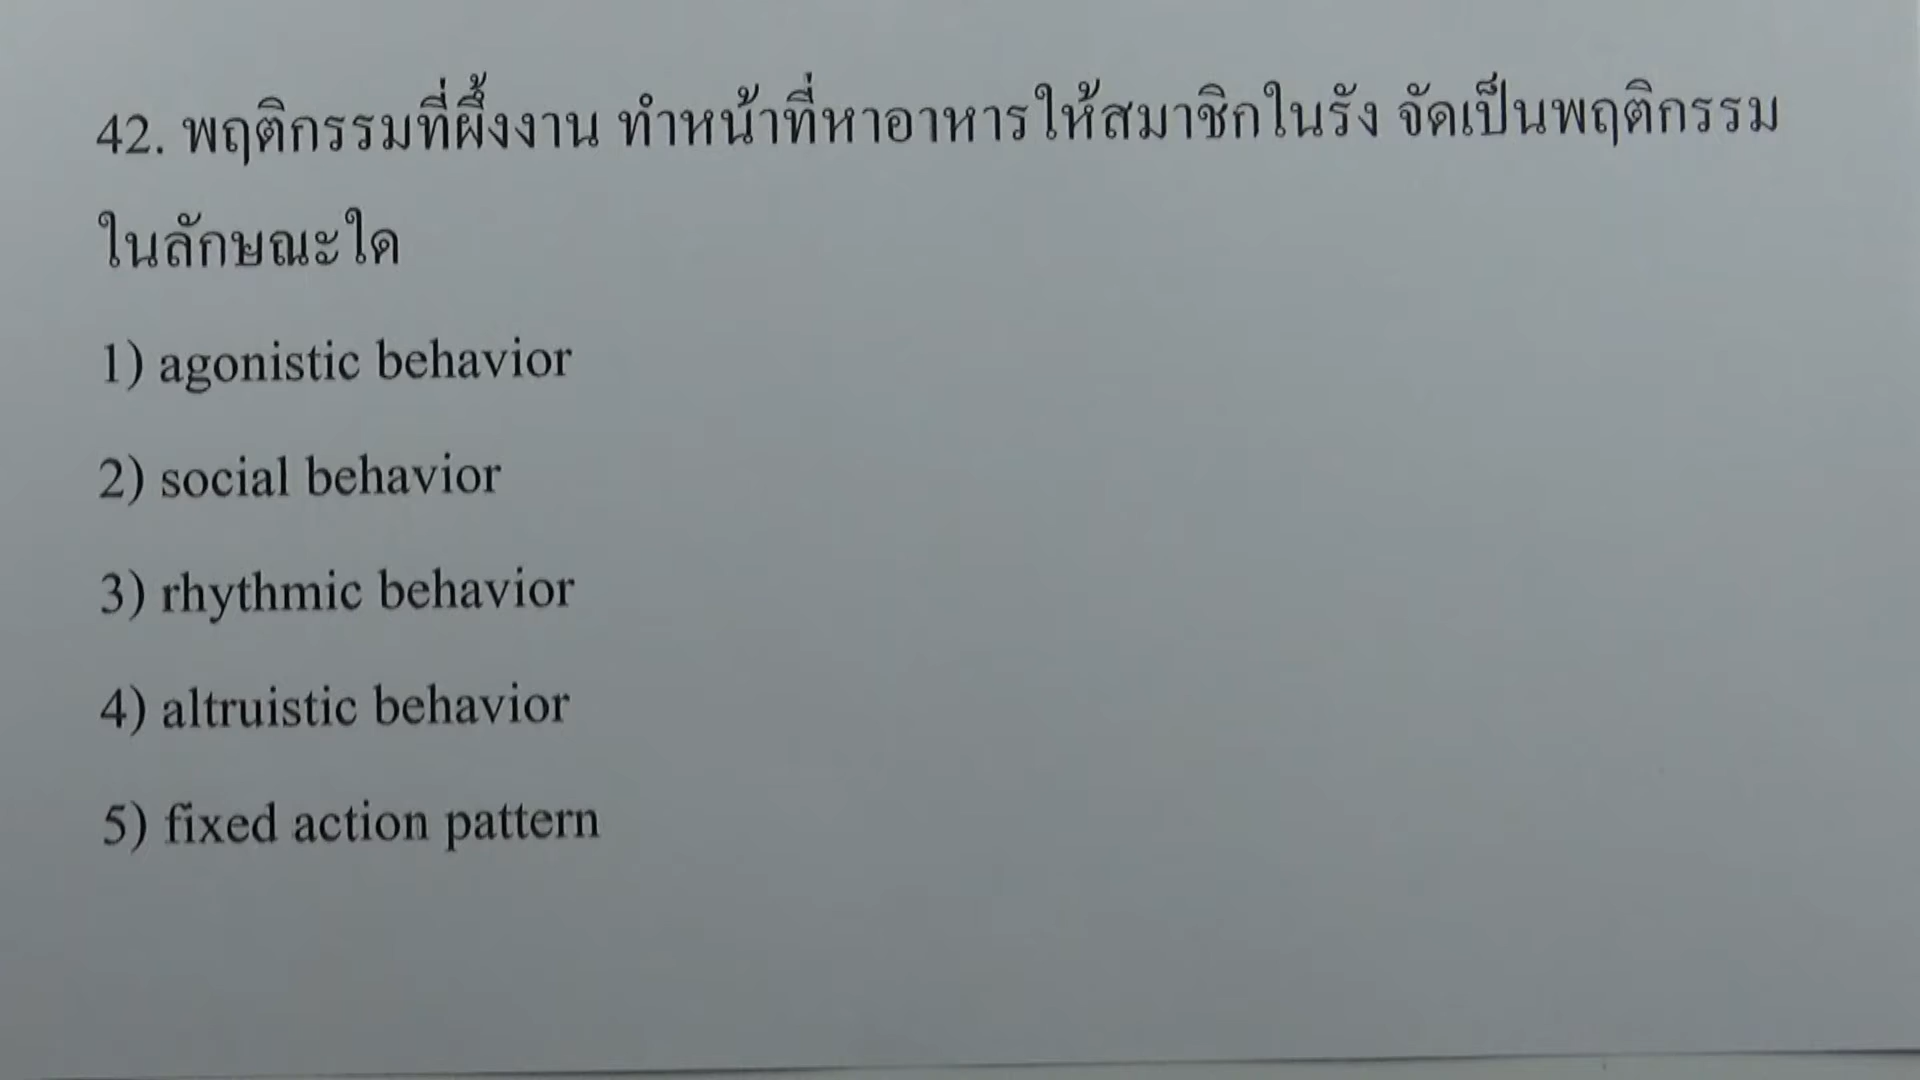 42. พฤติกรรมที่ผึ้งงาน ทำหน้าที่หาอาหารให้สมาชิกในรัง จัดเป็นพฤติกรรม
ในลักษณะใด
1) agonistic behavior
2) social behavior
3) rhythmic behavior
4) altruistic behavior
5) fixed action pattern